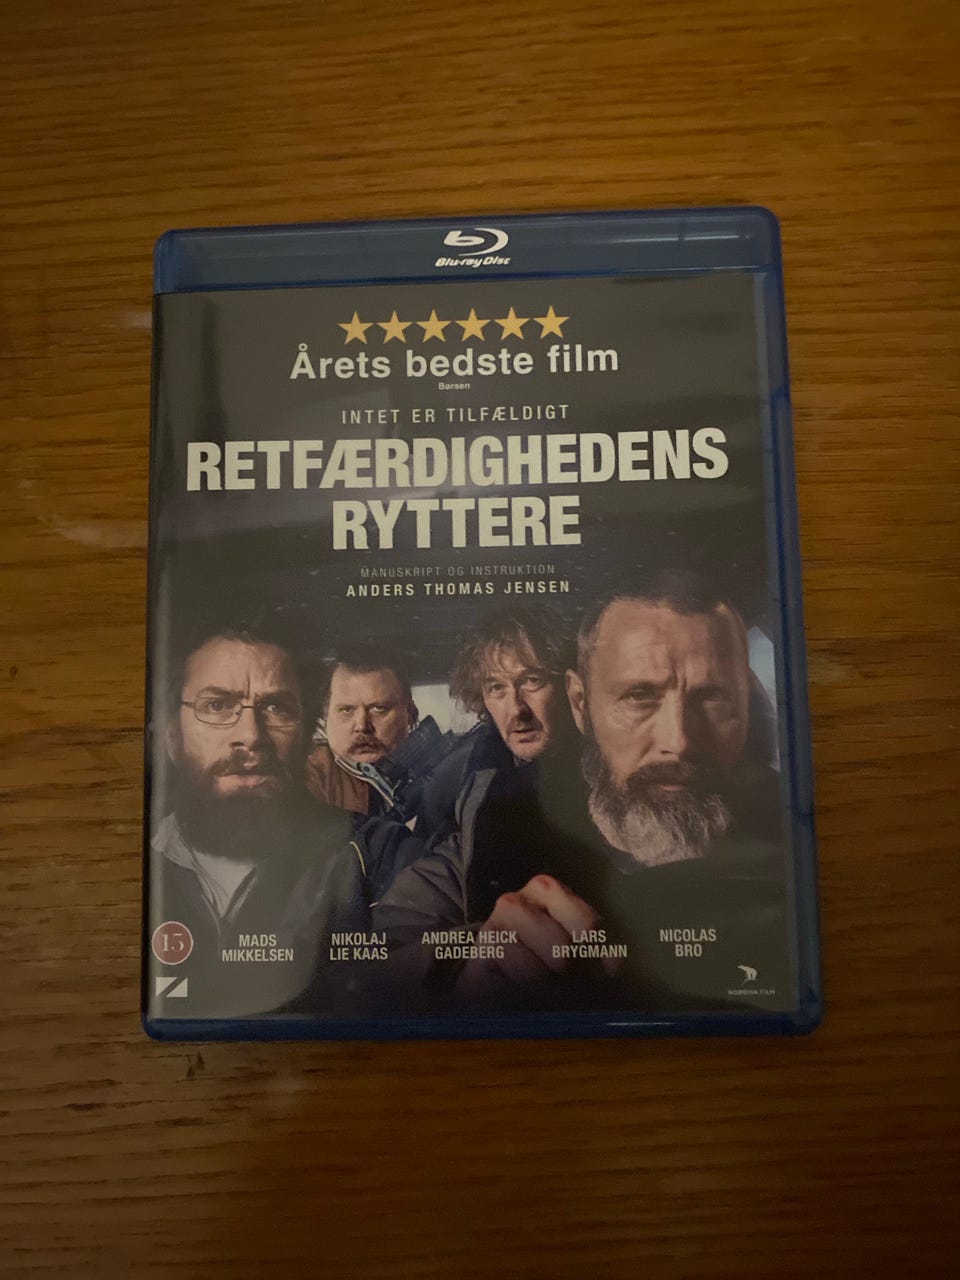 Blu-ray Disc
Årets bedste film
Børsen
INTET ER TILFÆLDIGT
RETFÆRDIGHEDENS
RYTTERE
MANUSKRIPT OG INSTRUKTION
ANDERS THOMAS JENSEN
15
MADS
MIKKELSEN
NIKOLAJ
LIE KAAS
ANDREA HEICK
GADEBERG
LARS
BRYGMANN
NICOLAS
BRO
NORDISK FILM